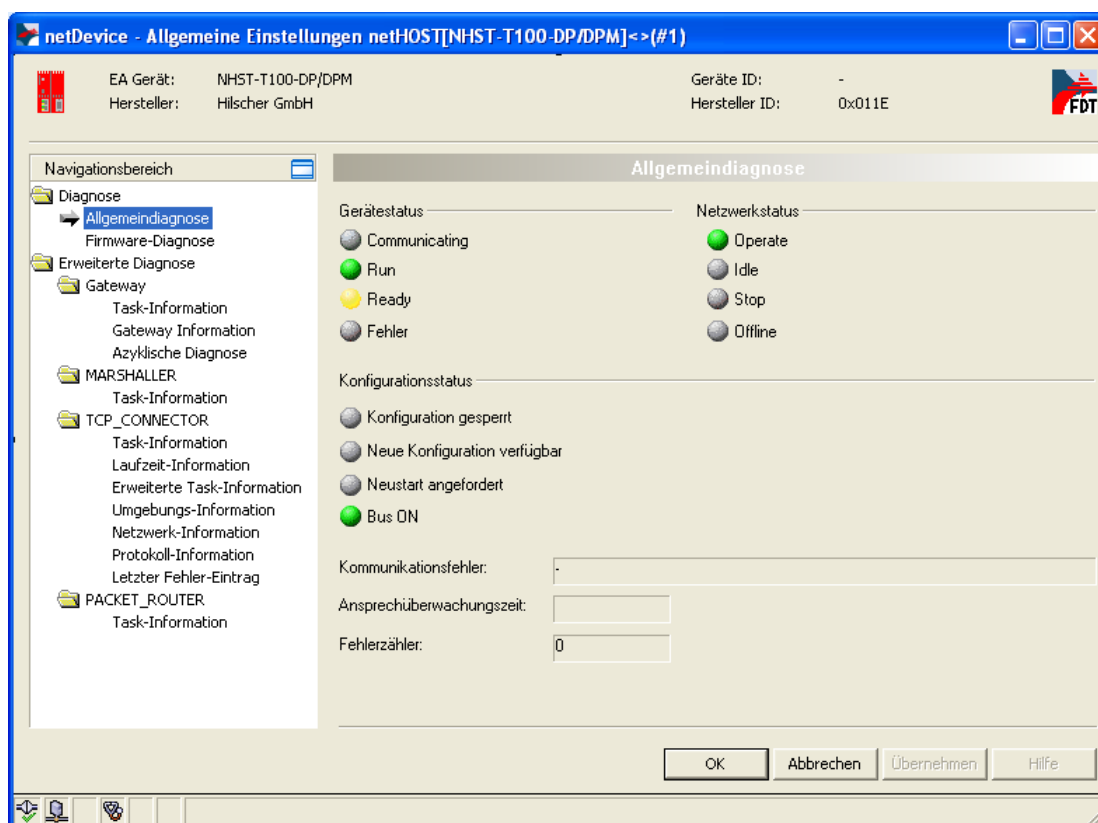 netDevice - Allgemeine Einstellungen netHOST[NHST-T100-DP/DPM]<>(#1)
EA Gerät: NHST-T100-DP/DPM Geräte ID: -
Hersteller: Hilscher GmbH Hersteller ID: 0x011E
FDT
Navigationsbereich
Diagnose
Allgemeindiagnose
Firmware-Diagnose
Erweiterte Diagnose
Gateway
Task-Information
Gateway Information
Azyklische Diagnose
MARSHALLER
Task-Information
TCP_CONNECTOR
Task-Information
Laufzeit-Information
Erweiterte Task-Information
Umgebungs-Information
Netzwerk-Information
Protokoll-Information
Letzter Fehler-Eintrag
PACKET_ROUTER
Task-Information
Allgemeindiagnose
Gerätestatus
Communicating
Run
Ready
Fehler
Netzwerkstatus
Operate
Idle
Stop
Offline
Konfigurationsstatus
Konfiguration gesperrt
Neue Konfiguration verfügbar
Neustart angefordert
Bus ON
Kommunikationsfehler: -
Ansprechüberwachungszeit:
Fehlerzähler: 0
OK Abbrechen Übernehmen Hilfe